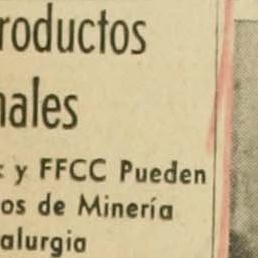 roductos
nales
x y FFCC Pueden
os de Minería
alurgia